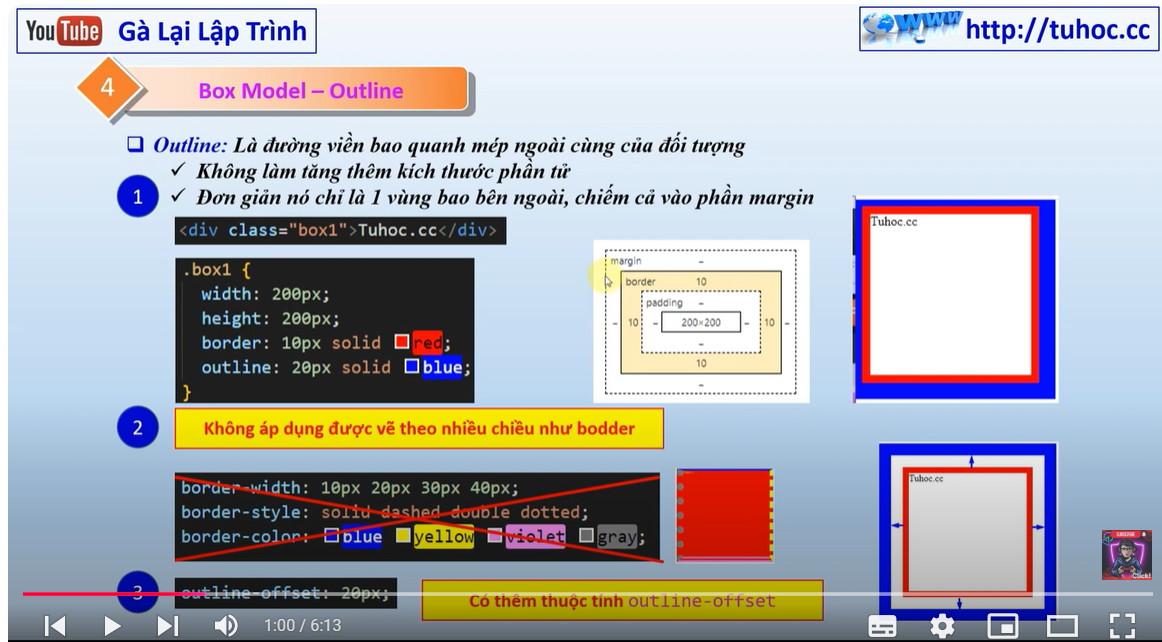 YouTube Gà Lại Lập Trình
WWW http://tuhoc.cc
4 Box Model – Outline
Outline: Là đường viền bao quanh mép ngoài cùng của đối tượng
Không làm tăng thêm kích thước phần tử
1
Đơn giản nó chỉ là 1 vùng bao bên ngoài, chiếm cả vào phần margin
<div class="box1">Tuhoc.cc</div>
.box1 {
width: 200px;
height: 200px;
border: 10px solid red;
outline: 20px solid blue;
}
margin –
border 10
padding –
– 10 – 200×200 – 10 –
–
10
–
Tuhoc.cc
2 Không áp dụng được vẽ theo nhiều chiều như bodder
border-width: 10px 20px 30px 40px;
border-style: solid dashed double dotted;
border-color: blue yellow violet gray;
Tuhoc.cc
3 outline-offset: 20px;
Có thêm thuộc tính outline-offset
Click!
1:00 / 6:13